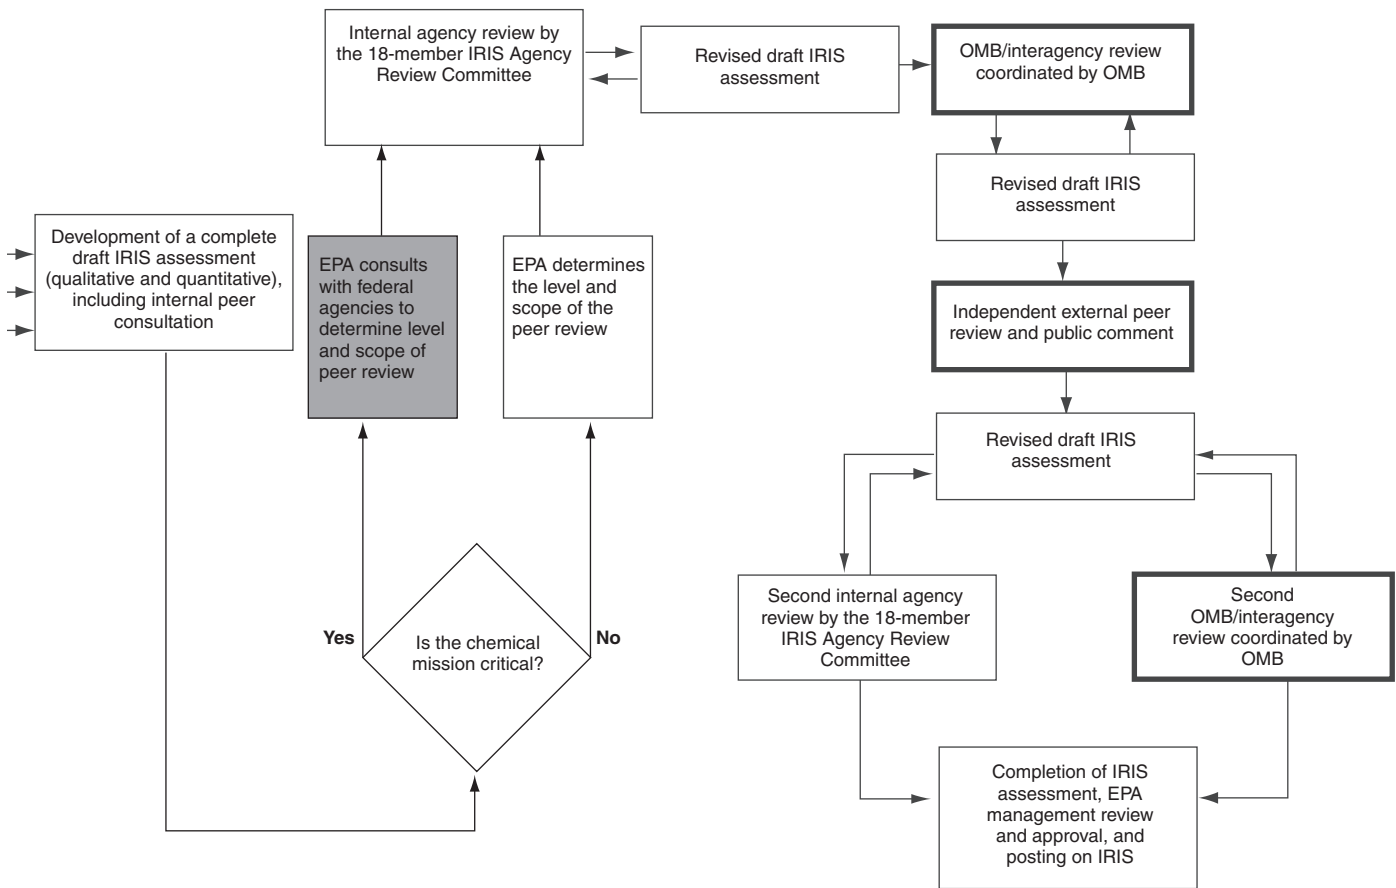 Internal agency review by
the 18-member IRIS Agency
Review Committee
Revised draft IRIS
assessment
OMB/interagency review
coordinated by OMB
Revised draft IRIS
assessment
Development of a complete
draft IRIS assessment
(qualitative and quantitative),
including internal peer
consultation
EPA consults
with federal
agencies to
determine level
and scope of
peer review
EPA determines
the level and
scope of the
peer review
Independent external peer
review and public comment
Revised draft IRIS
assessment
Yes
Is the chemical
mission critical?
No
Second internal agency
review by the 18-member
IRIS Agency Review
Committee
Second
OMB/interagency
review coordinated by
OMB
Completion of IRIS
assessment, EPA
management review
and approval, and
posting on IRIS